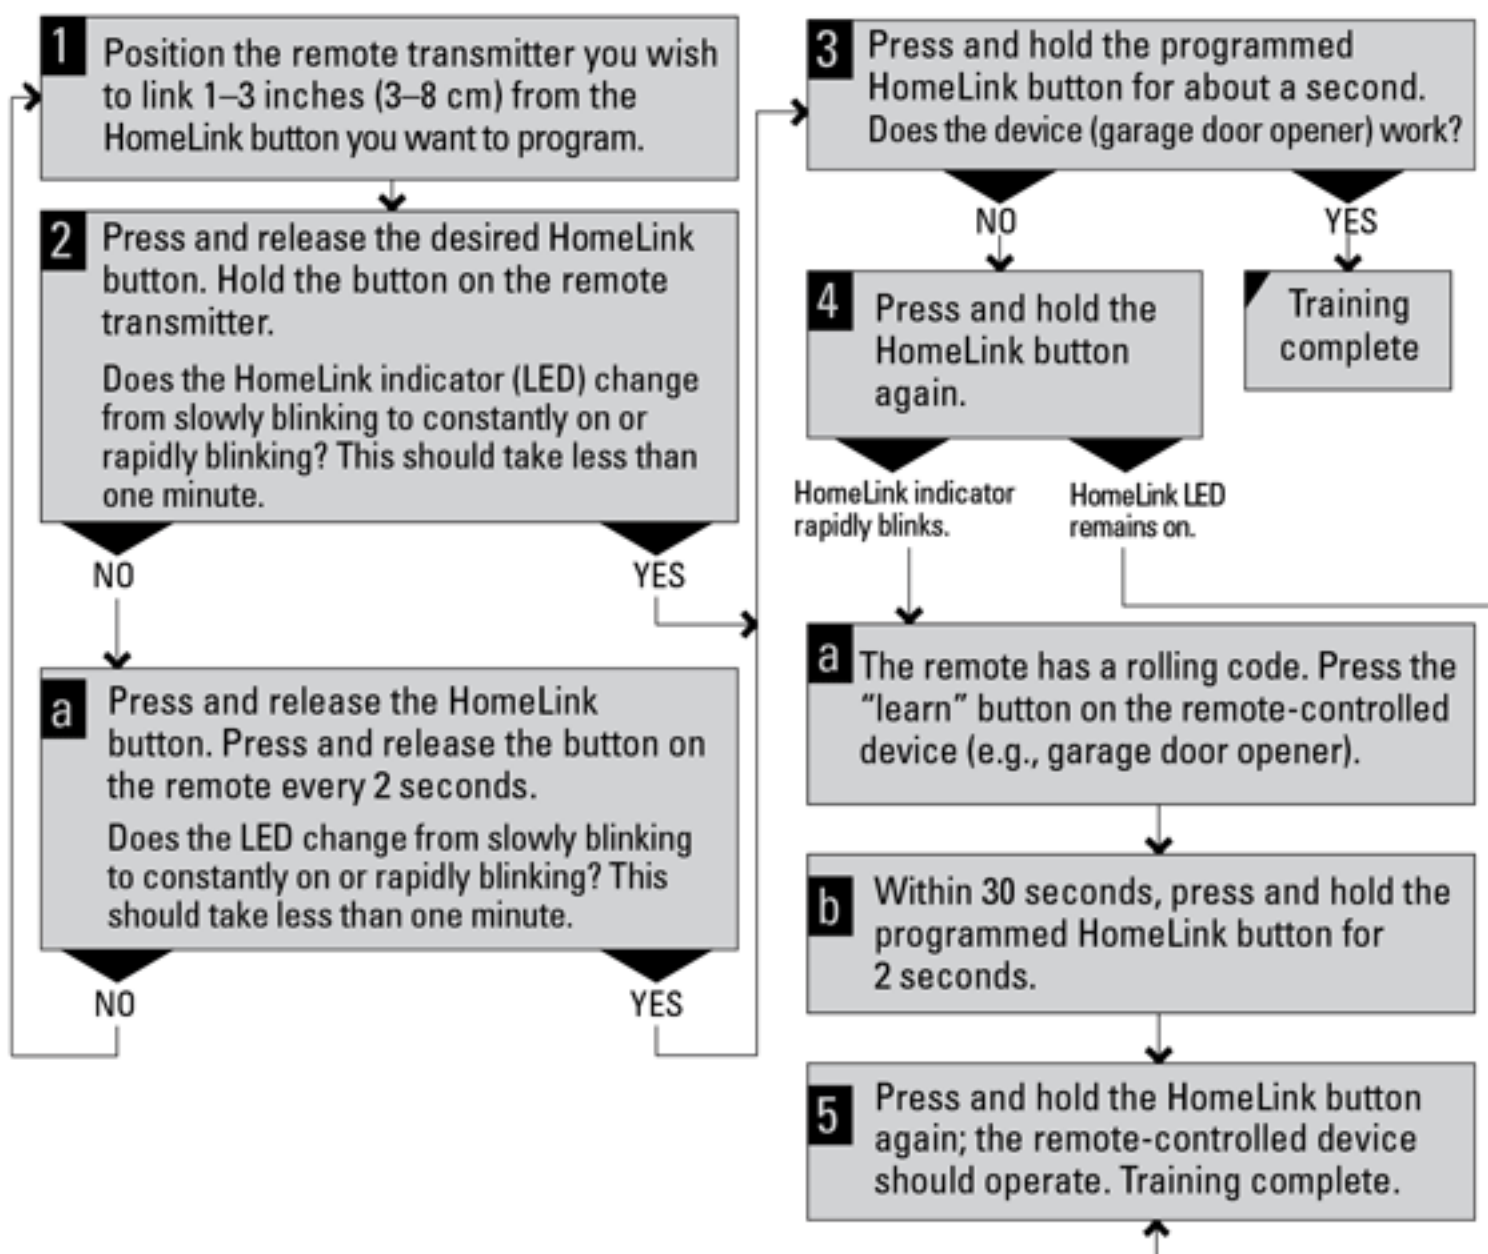 1
Position the remote transmitter you wish
to link 1–3 inches (3–8 cm) from the
HomeLink button you want to program.
2
Press and release the desired HomeLink
button. Hold the button on the remote
transmitter.
Does the HomeLink indicator (LED) change
from slowly blinking to constantly on or
rapidly blinking? This should take less than
one minute.
NO
YES
a
Press and release the HomeLink
button. Press and release the button on
the remote every 2 seconds.
Does the LED change from slowly blinking
to constantly on or rapidly blinking? This
should take less than one minute.
NO
YES
3
Press and hold the programmed
HomeLink button for about a second.
Does the device (garage door opener) work?
NO
YES
4
Press and hold the
HomeLink button
again.
Training
complete
HomeLink indicator
rapidly blinks.
HomeLink LED
remains on.
a
The remote has a rolling code. Press the
“learn” button on the remote-controlled
device (e.g., garage door opener).
b
Within 30 seconds, press and hold the
programmed HomeLink button for
2 seconds.
5
Press and hold the HomeLink button
again; the remote-controlled device
should operate. Training complete.